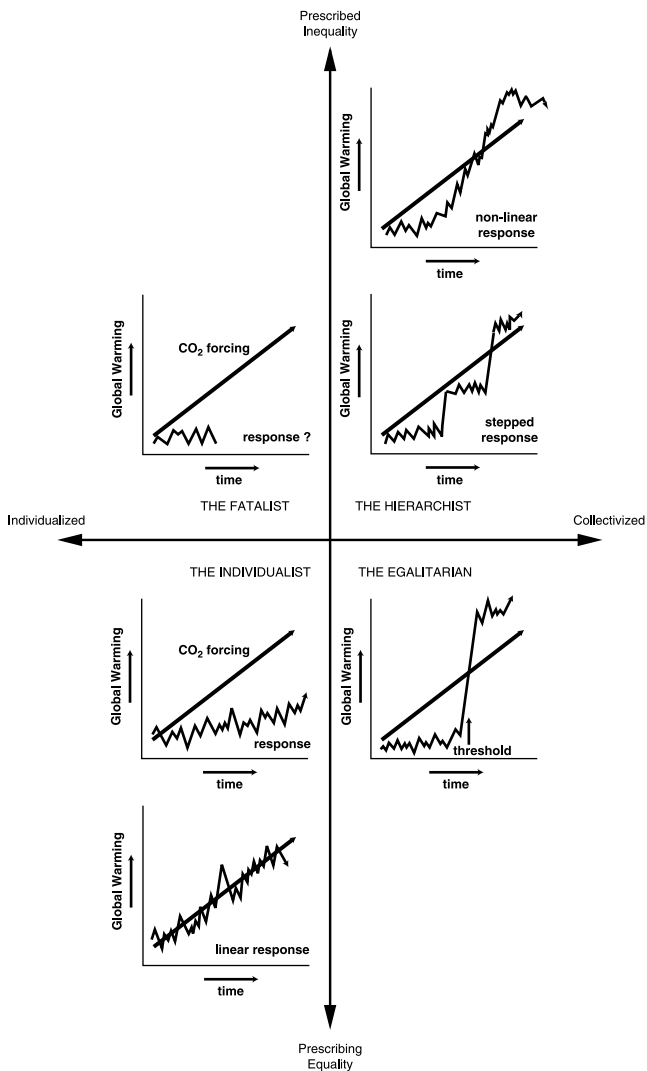 Prescribed
Inequality
Global Warming
non-linear
response
time
Global Warming
CO₂ forcing
response ?
time
Global Warming
stepped
response
time
THE FATALIST
THE HIERARCHIST
Individualized
Collectivized
THE INDIVIDUALIST
THE EGALITARIAN
Global Warming
CO₂ forcing
response
time
Global Warming
threshold
time
Global Warming
linear response
time
Prescribing
Equality